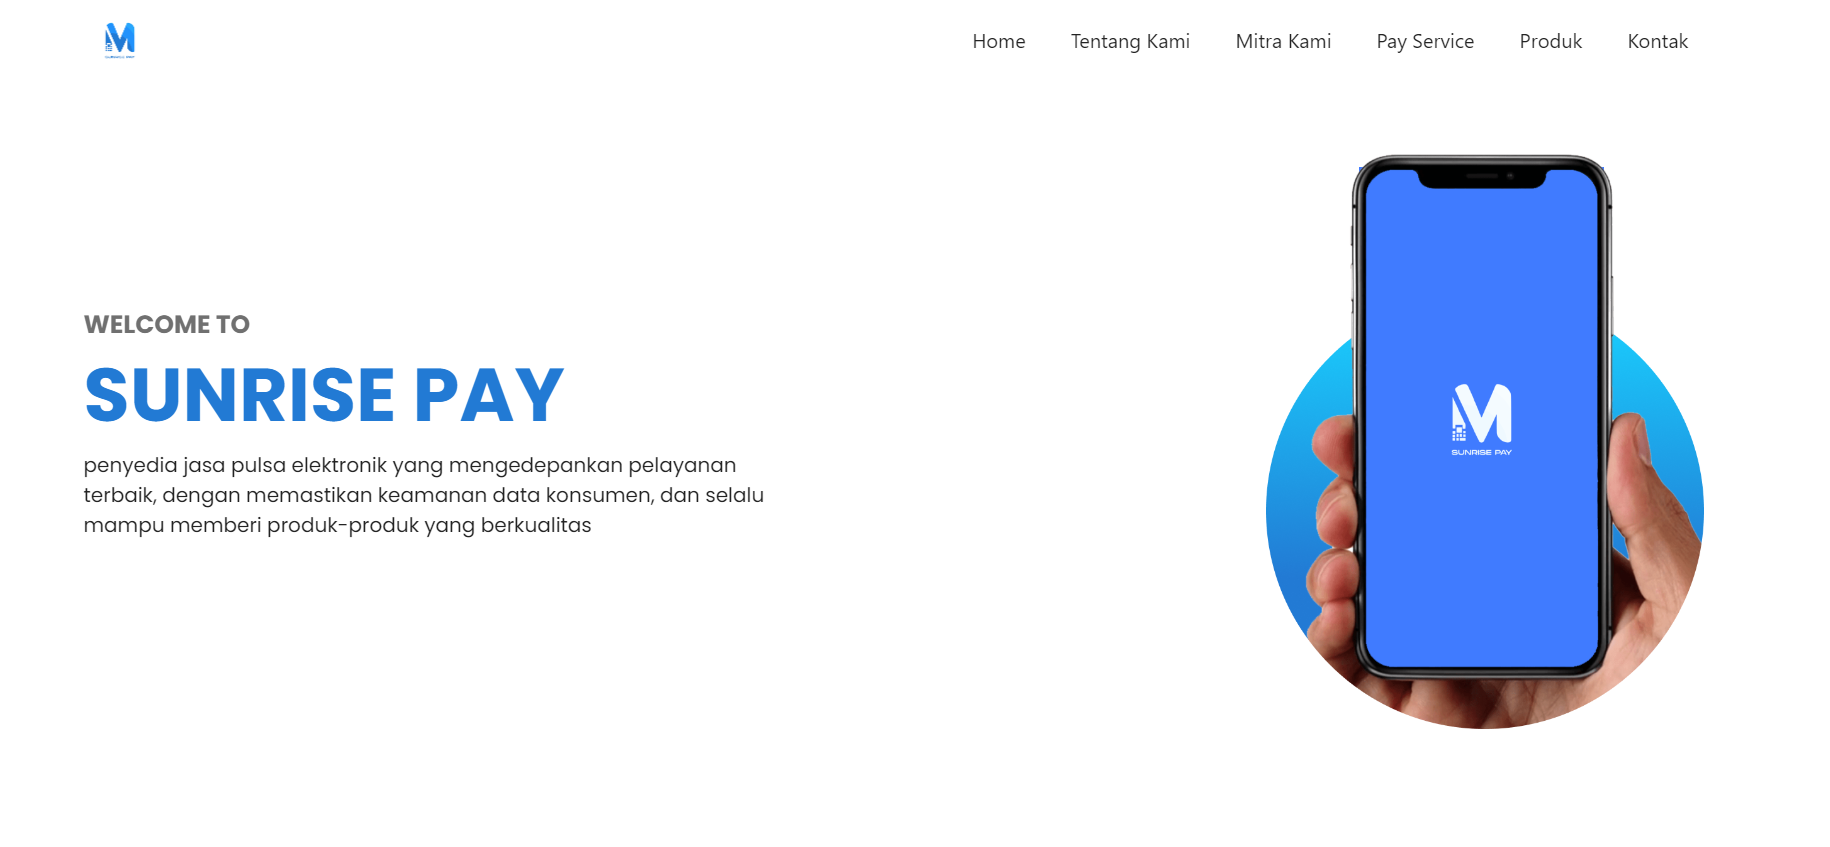 Home Tentang Kami Mitra Kami Pay Service Produk Kontak
WELCOME TO
SUNRISE PAY
penyedia jasa pulsa elektronik yang mengedepankan pelayanan
terbaik, dengan memastikan keamanan data konsumen, dan selalu
mampu memberi produk-produk yang berkualitas
M
SUNRISE PAY